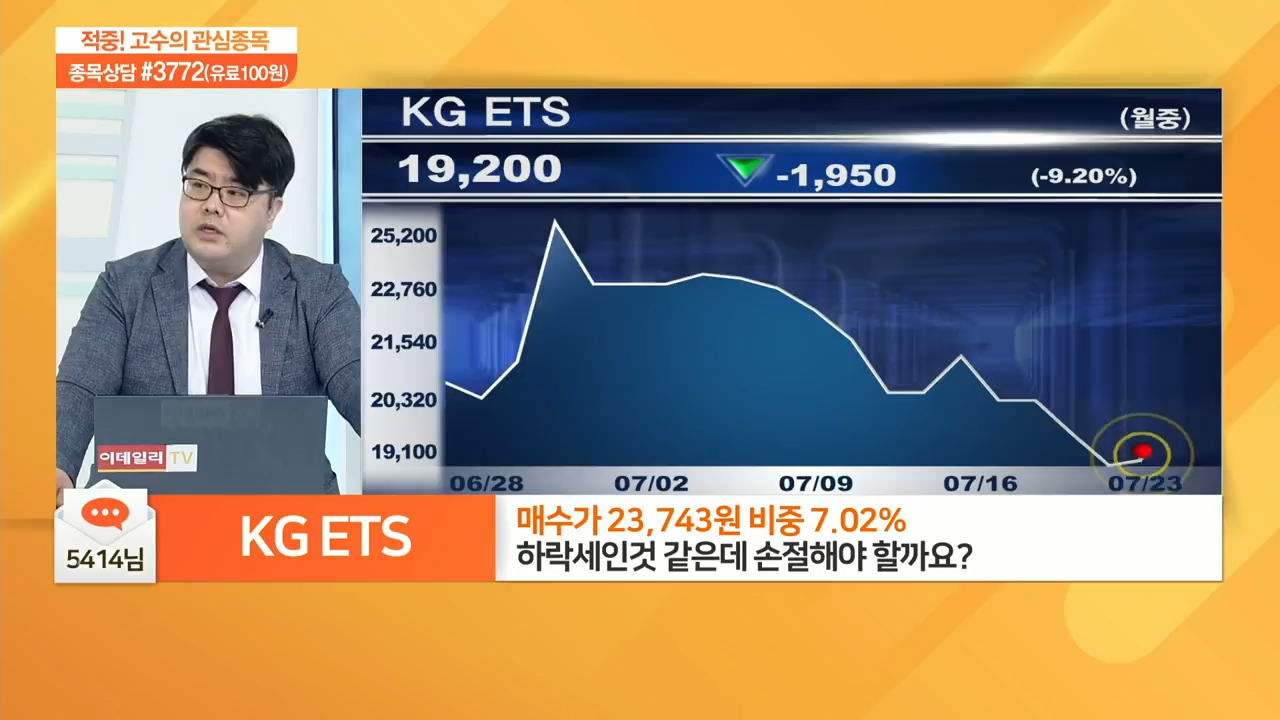 적중! 고수의 관심종목
종목상담 #3772(유료100원)
KG ETS
(월중)
19,200
-1,950
(-9.20%)
25,200
22,760
21,540
20,320
19,100
06/28
07/02
07/09
07/16
07/23
이데일리TV
5414님
KG ETS
매수가 23,743원 비중 7.02%
하락세인것 같은데 손절해야 할까요?